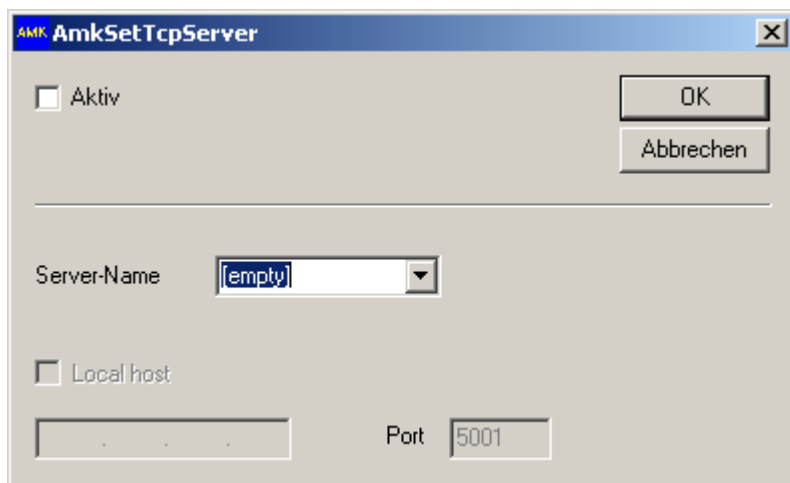 AMK AmkSetTcpServer
Aktiv
OK
Abbrechen
Server-Name [empty]
Local host
. . . Port 5001